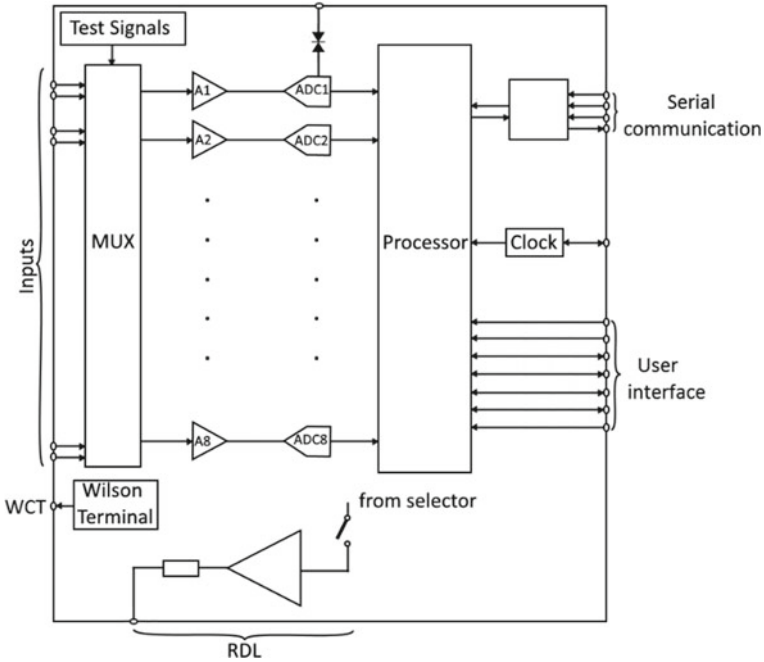 Test Signals
A1
ADC1
Serial
communication
A2
ADC2
Inputs
MUX
Processor
Clock
User
interface
A8
ADC8
WCT
Wilson
Terminal
from selector
RDL